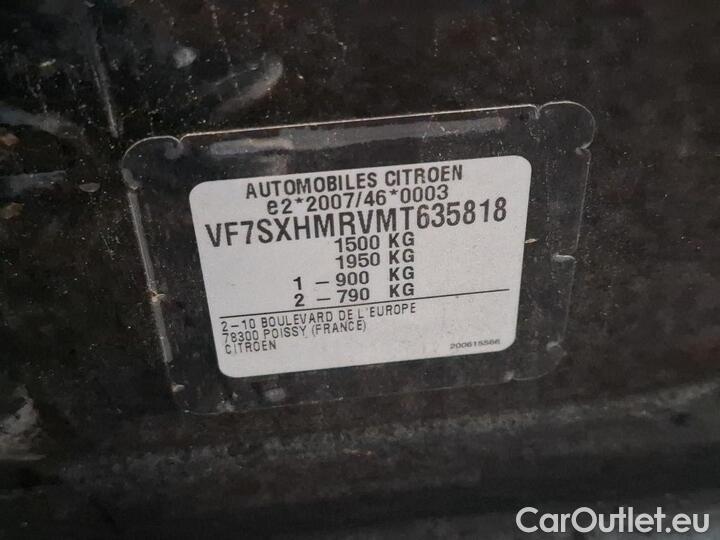 AUTOMOBILES CITROEN
e2*2007/46*0003
VF7SXHMRVMT635818
1500 KG
1950 KG
1 - 900 KG
2 - 790 KG
2-10 BOULEVARD DE L'EUROPE
78300 POISSY (FRANCE)
CITROEN
200615566
CarOutlet.eu